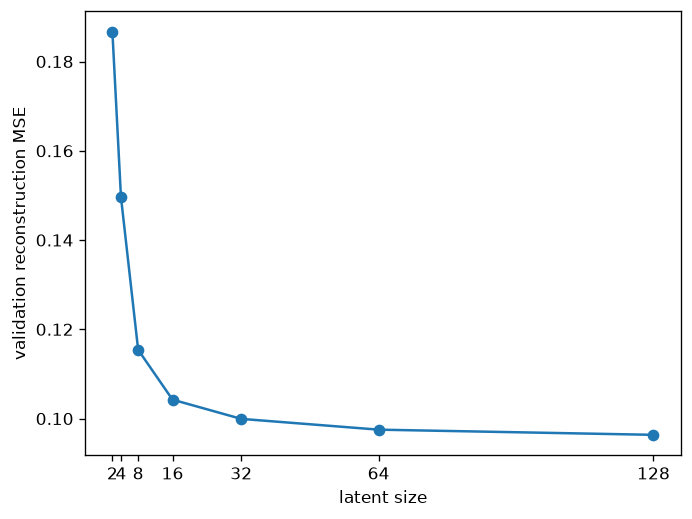 0.18
0.16
0.14
0.12
0.10
validation reconstruction MSE
2 4 8 16 32 64 128
latent size